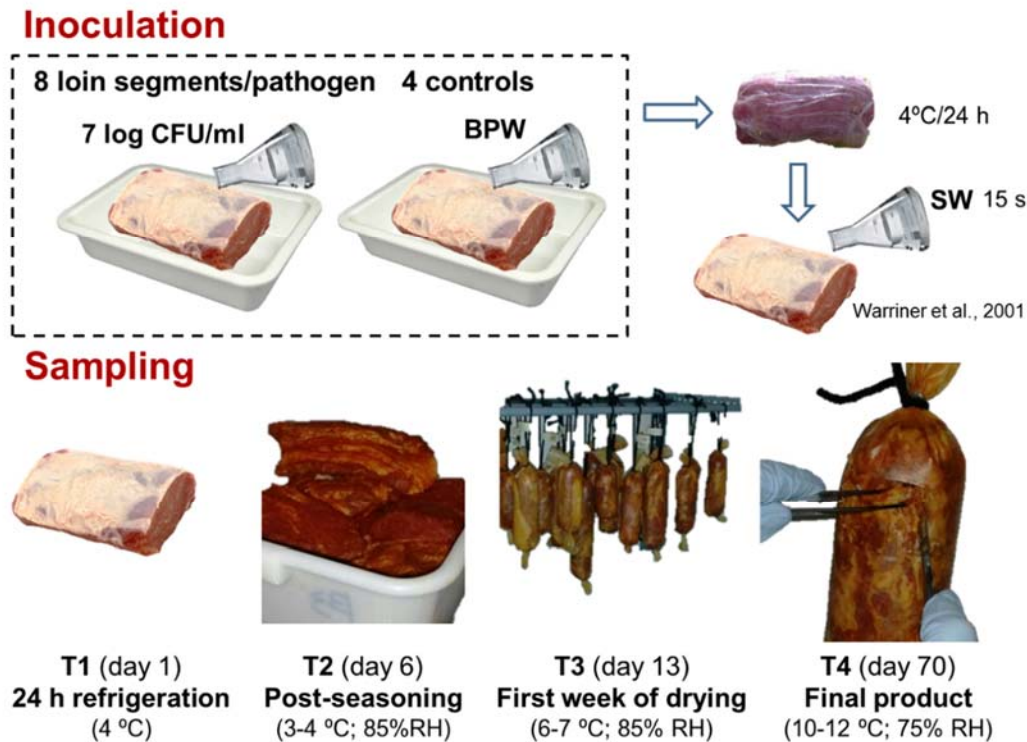 Inoculation
8 loin segments/pathogen 4 controls
7 log CFU/ml BPW
4ºC/24 h
SW 15 s
Warriner et al., 2001
Sampling
T1 (day 1)
24 h refrigeration
(4 ºC)
T2 (day 6)
Post-seasoning
(3-4 ºC; 85%RH)
T3 (day 13)
First week of drying
(6-7 ºC; 85% RH)
T4 (day 70)
Final product
(10-12 ºC; 75% RH)